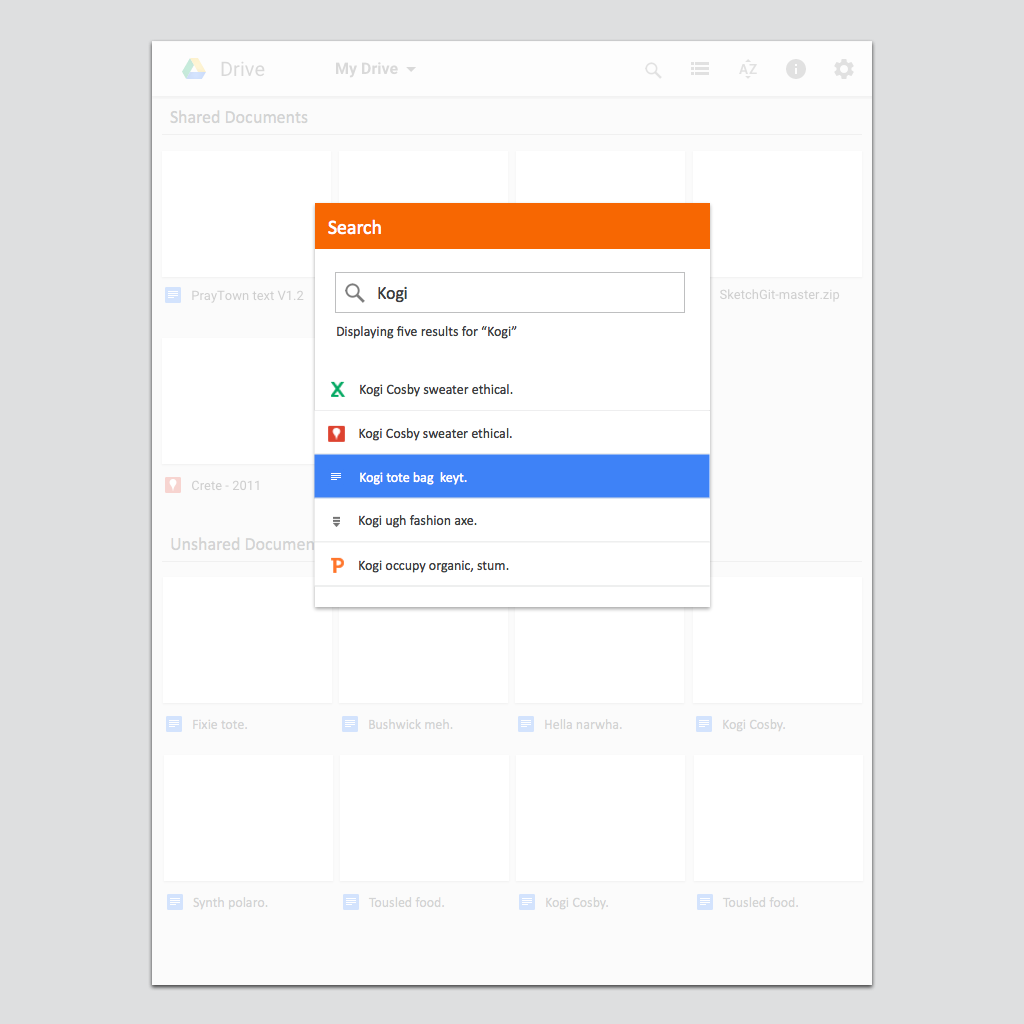 Drive
My Drive
AZ
Shared Documents
Search
Kogi
Displaying five results for “Kogi”
PrayTown text V1.2
SketchGit-master.zip
Kogi Cosby sweater ethical.
Kogi Cosby sweater ethical.
Kogi tote bag keyt.
Crete - 2011
Kogi ugh fashion axe.
Unshared Documen
Kogi occupy organic, stum.
Fixie tote.
Bushwick meh.
Hella narwha.
Kogi Cosby.
Synth polaro.
Tousled food.
Kogi Cosby.
Tousled food.